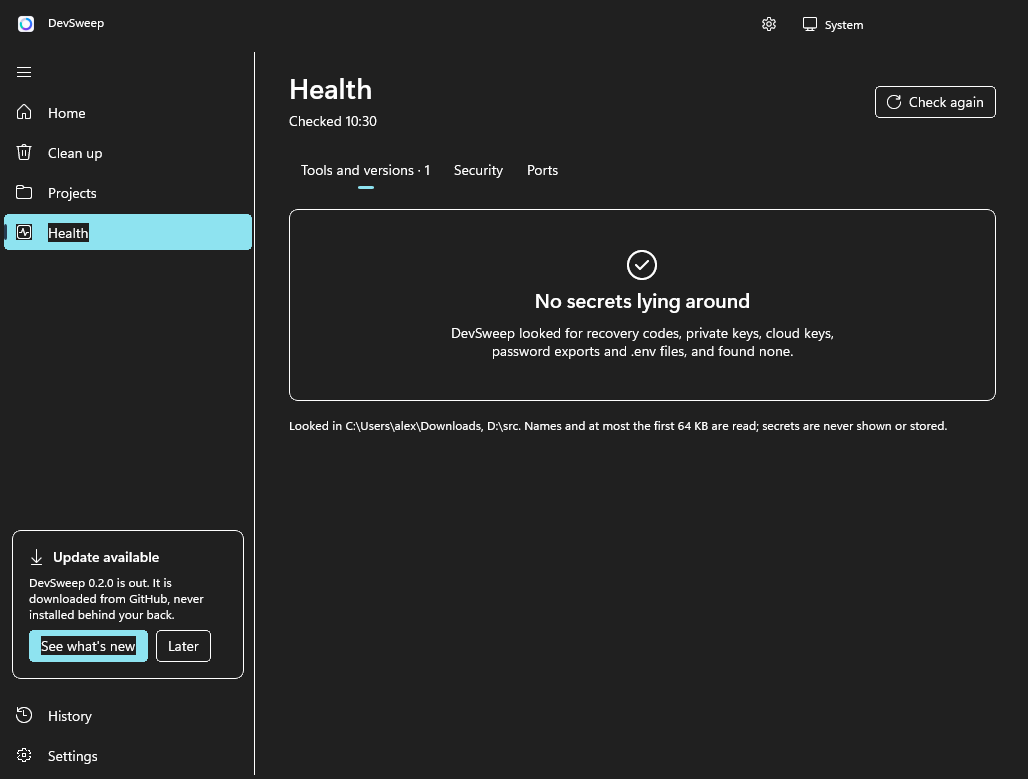 DevSweep
System
Home
Clean up
Projects
Health
Health
Checked 10:30
Check again
Tools and versions · 1
Security
Ports
No secrets lying around
DevSweep looked for recovery codes, private keys, cloud keys,
password exports and .env files, and found none.
Looked in C:\Users\alex\Downloads, D:\src. Names and at most the first 64 KB are read; secrets are never shown or stored.
Update available
DevSweep 0.2.0 is out. It is
downloaded from GitHub, never
installed behind your back.
See what's new
Later
History
Settings